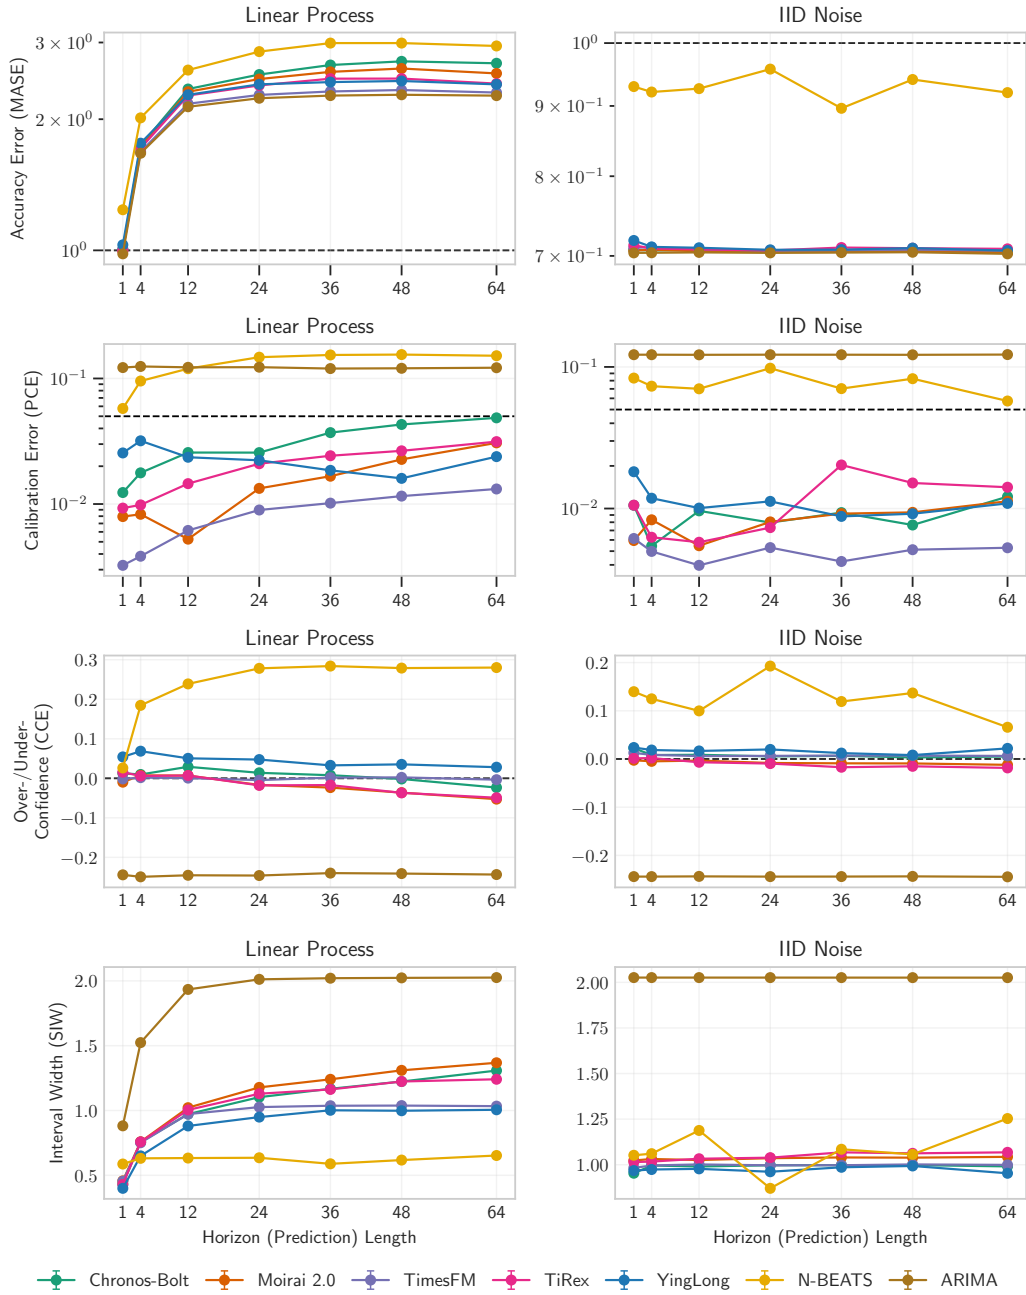 Linear Process
IID Noise
Accuracy Error (MASE)
3 × 10⁰
2 × 10⁰
10⁰
1 4 12 24 36 48 64
10⁰
9 × 10⁻¹
8 × 10⁻¹
7 × 10⁻¹
1 4 12 24 36 48 64
Linear Process
IID Noise
Calibration Error (PCE)
10⁻¹
10⁻²
1 4 12 24 36 48 64
10⁻¹
10⁻²
1 4 12 24 36 48 64
Linear Process
IID Noise
Over-/Under-
Confidence (CCE)
0.3
0.2
0.1
0.0
−0.1
−0.2
1 4 12 24 36 48 64
0.2
0.1
0.0
−0.1
−0.2
1 4 12 24 36 48 64
Linear Process
IID Noise
Interval Width (SIW)
2.0
1.5
1.0
0.5
1 4 12 24 36 48 64
Horizon (Prediction) Length
2.00
1.75
1.50
1.25
1.00
1 4 12 24 36 48 64
Horizon (Prediction) Length
Chronos-Bolt Moirai 2.0 TimesFM TiRex YingLong N-BEATS ARIMA